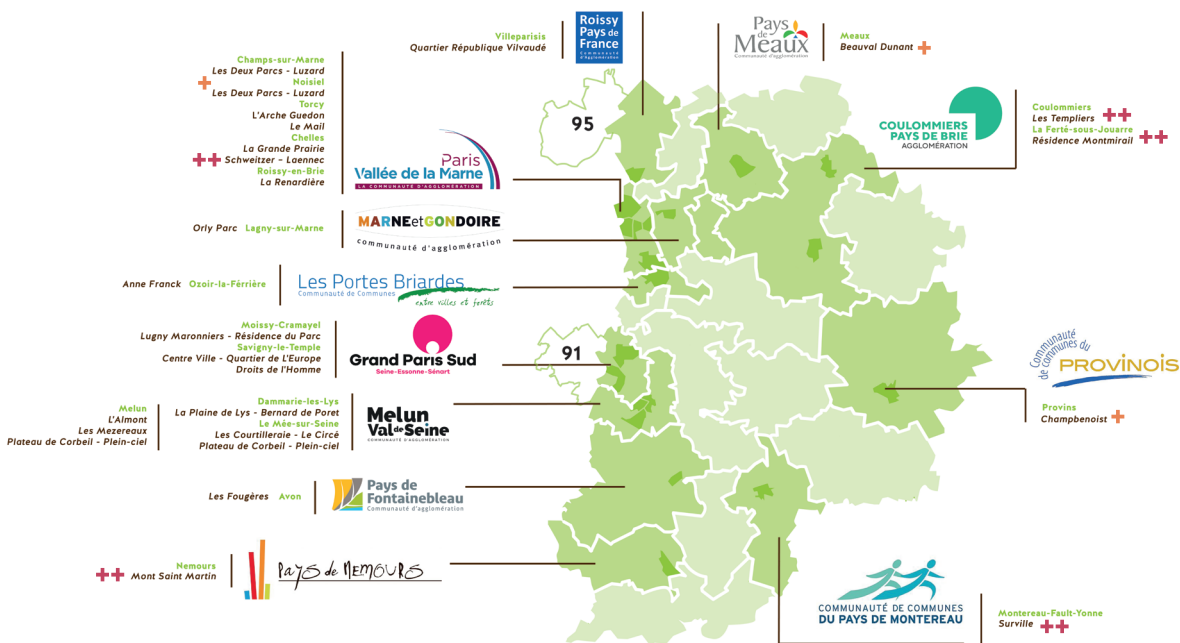 Villeparisis
Quartier République Vilvaudé
Roissy
Pays de
France
Communauté
d'Agglomération
Pays
de
Meaux
Communauté d'agglomération
Meaux
Beauval Dunant
Champs-sur-Marne
Les Deux Parcs - Luzard
Noisiel
Les Deux Parcs - Luzard
Torcy
L'Arche Guedon
Le Mail
Chelles
La Grande Prairie
Schweitzer - Laennec
Roissy-en-Brie
La Renardière
Paris
Vallée de la Marne
LA COMMUNAUTÉ D'AGGLOMÉRATION
95
COULOMMIERS
PAYS DE BRIE
AGGLOMÉRATION
Coulommiers
Les Templiers
La Ferté-sous-Jouarre
Résidence Montmirail
Orly Parc Lagny-sur-Marne
MARNE et GONDOIRE
communauté d'agglomération
Anne Franck Ozoir-la-Férrière
Les Portes Briardes
Communauté de Communes
entre villes et forêts
Moissy-Cramayel
Lugny Maronniers - Résidence du Parc
Savigny-le-Temple
Centre Ville - Quartier de L'Europe
Droits de l'Homme
Grand Paris Sud
Seine-Essonne-Sénart
91
Communauté
de communes du
PROVINOIS
Provins
Champbenoist
Melun
L'Almont
Les Mezereaux
Plateau de Corbeil - Plein-ciel
Dammarie-les-Lys
La Plaine de Lys - Bernard de Poret
Le Mée-sur-Seine
Les Courtilleraie - Le Circé
Plateau de Corbeil - Plein-ciel
Melun
Val de Seine
COMMUNAUTÉ D'AGGLOMÉRATION
Les Fougères Avon
Pays de
Fontainebleau
Communauté d'agglomération
Nemours
Mont Saint Martin
Pays de NEMOURS
COMMUNAUTÉ DE COMMUNES
DU PAYS DE MONTEREAU
Montereau-Fault-Yonne
Surville